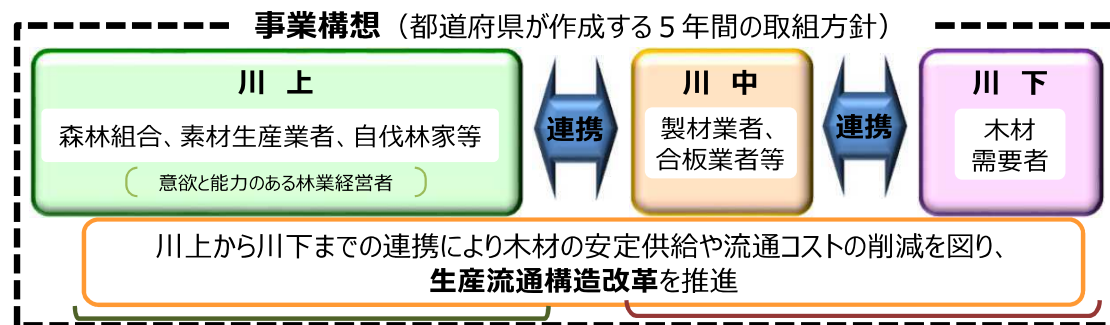 事業構想（都道府県が作成する５年間の取組方針）
川 上
森林組合、素材生産業者、自伐林家等
（ 意欲と能力のある林業経営者 ）
連携
川 中
製材業者、
合板業者等
連携
川 下
木材
需要者
川上から川下までの連携により木材の安定供給や流通コストの削減を図り、
生産流通構造改革を推進